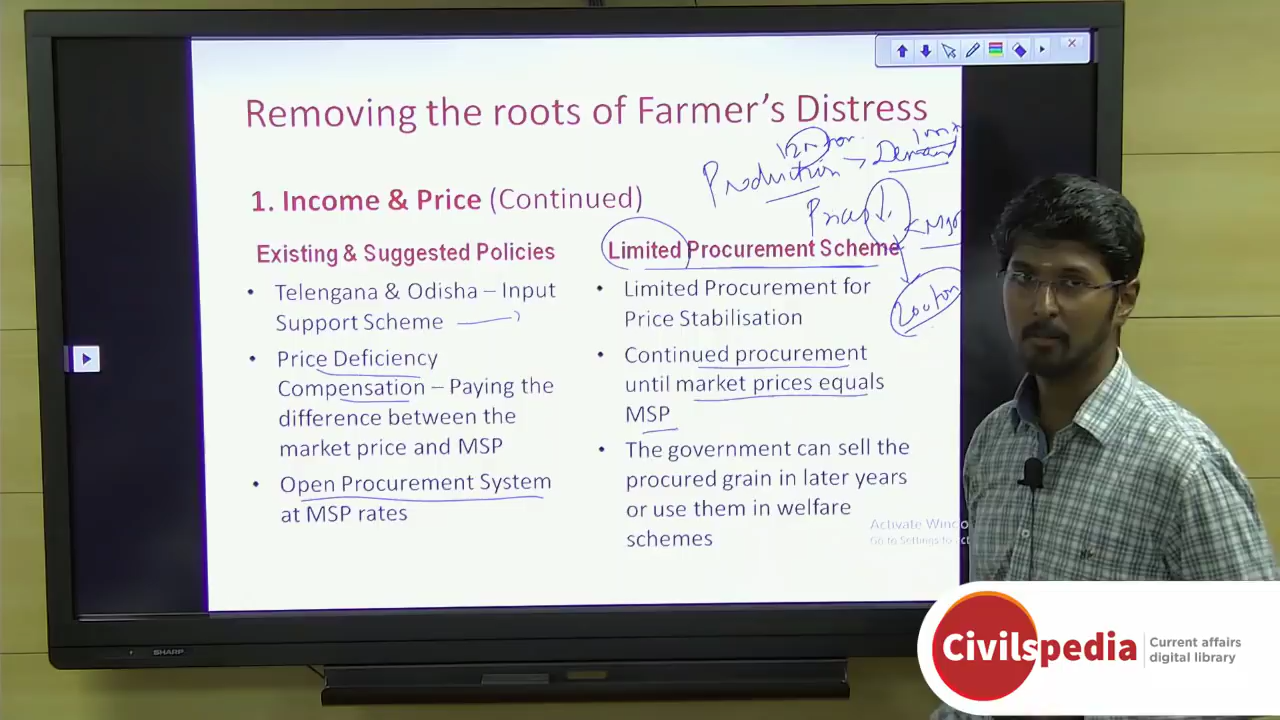 Removing the roots of Farmer's Distress
Production → Demand
1. Income & Price (Continued)
Existing & Suggested Policies
• Telengana & Odisha – Input
Support Scheme
• Price Deficiency
Compensation – Paying the
difference between the
market price and MSP
• Open Procurement System
at MSP rates
Limited Procurement Scheme
• Limited Procurement for
Price Stabilisation
• Continued procurement
until market prices equals
MSP
• The government can sell the
procured grain in later years
or use them in welfare
schemes
SHARP
Civilspedia
Current affairs
digital library